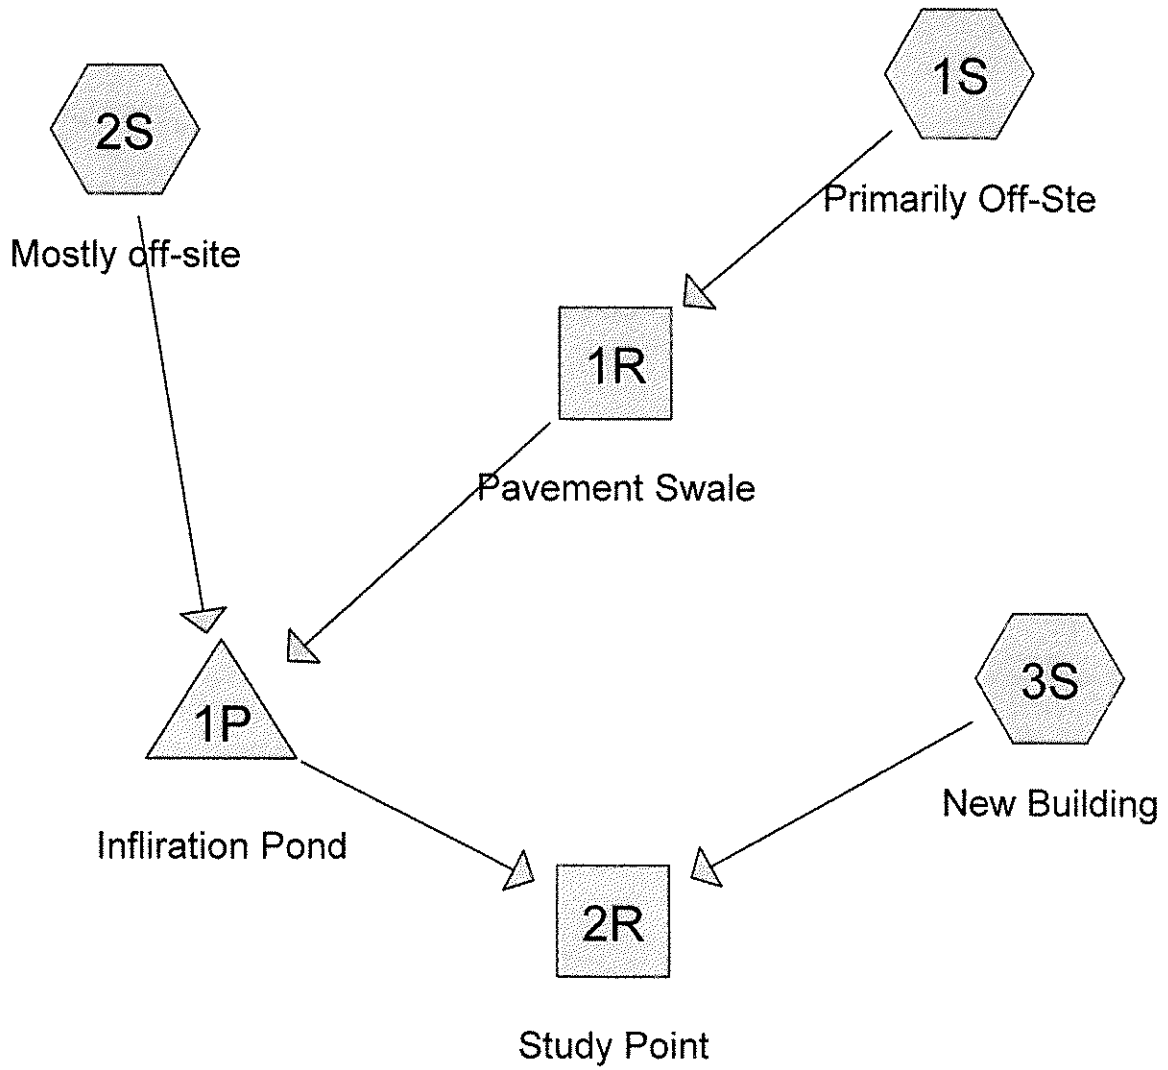 1S
2S
Primarily Off-Ste
Mostly off-site
1R
Pavement Swale
3S
1P
New Building
Infliration Pond
2R
Study Point